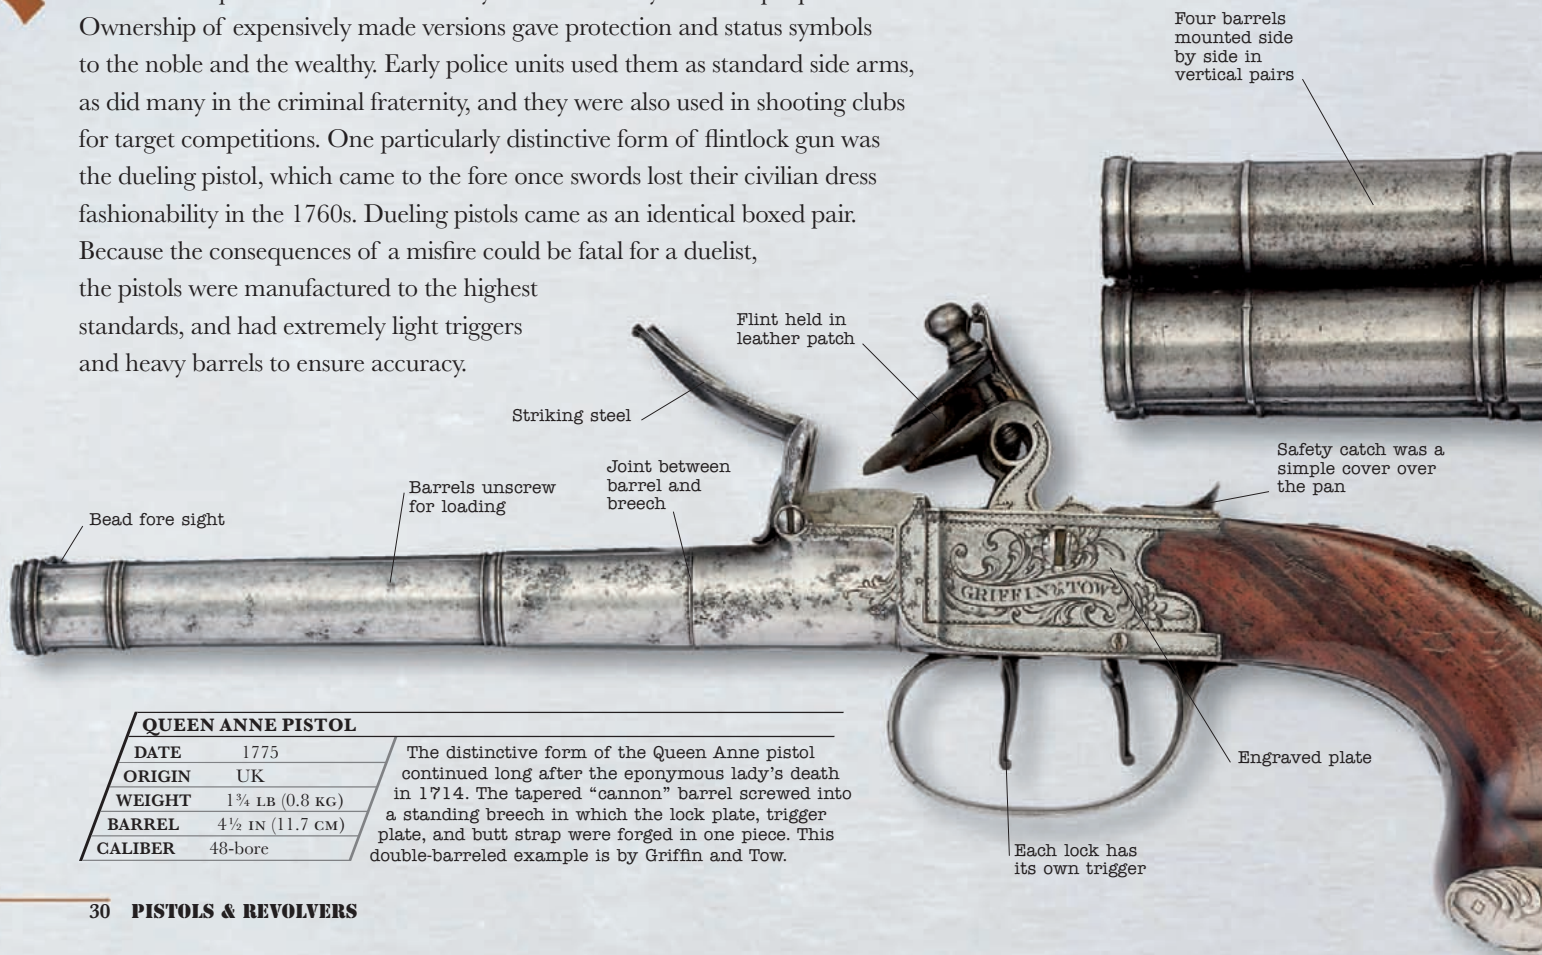 Ownership of expensively made versions gave protection and status symbols
to the noble and the wealthy. Early police units used them as standard side arms,
as did many in the criminal fraternity, and they were also used in shooting clubs
for target competitions. One particularly distinctive form of flintlock gun was
the dueling pistol, which came to the fore once swords lost their civilian dress
fashionability in the 1760s. Dueling pistols came as an identical boxed pair.
Because the consequences of a misfire could be fatal for a duelist,
the pistols were manufactured to the highest
standards, and had extremely light triggers
and heavy barrels to ensure accuracy.
Four barrels
mounted side
by side in
vertical pairs
Flint held in
leather patch
Striking steel
Joint between
barrel and
breech
Safety catch was a
simple cover over
the pan
Barrels unscrew
for loading
Bead fore sight
GRIFFIN & TOW
Engraved plate
Each lock has
its own trigger
QUEEN ANNE PISTOL
DATE 1775
ORIGIN UK
WEIGHT 1¾ LB (0.8 KG)
BARREL 4½ IN (11.7 CM)
CALIBER 48-bore
The distinctive form of the Queen Anne pistol
continued long after the eponymous lady's death
in 1714. The tapered “cannon” barrel screwed into
a standing breech in which the lock plate, trigger
plate, and butt strap were forged in one piece. This
double-barreled example is by Griffin and Tow.
30 PISTOLS & REVOLVERS